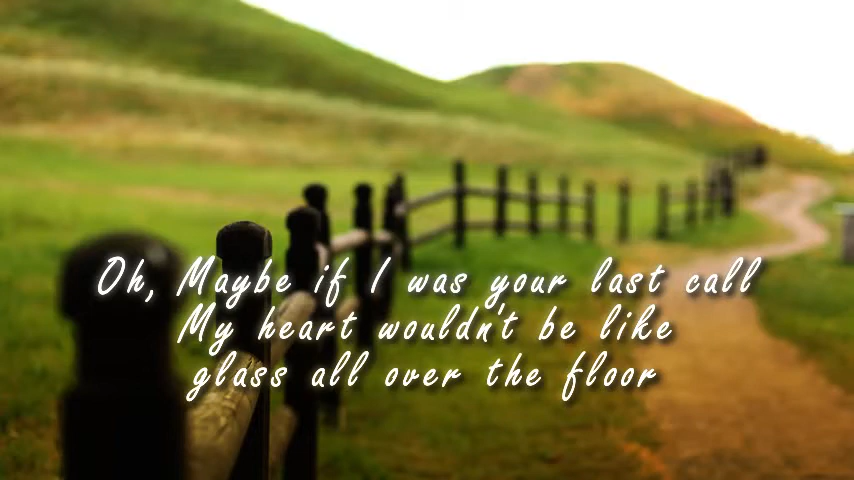 Oh, Maybe if I was your last call
My heart wouldn't be like
glass all over the floor